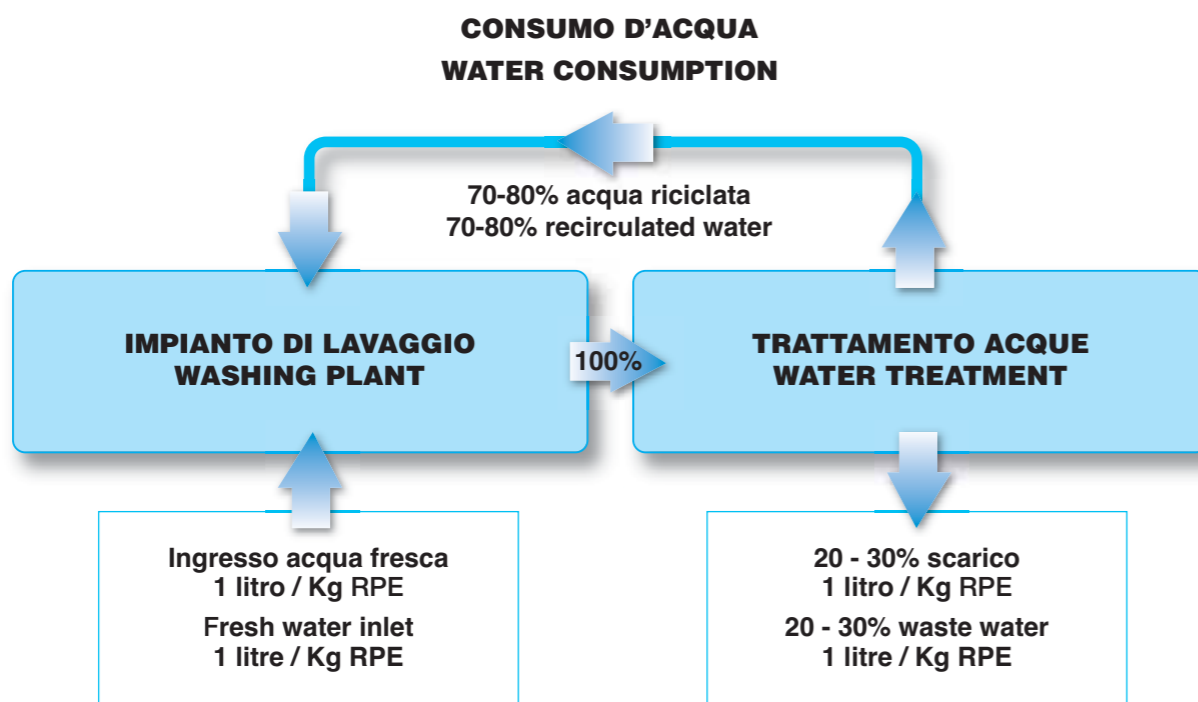 CONSUMO D'ACQUA
WATER CONSUMPTION
70-80% acqua riciclata
70-80% recirculated water
IMPIANTO DI LAVAGGIO
WASHING PLANT
100%
TRATTAMENTO ACQUE
WATER TREATMENT
Ingresso acqua fresca
1 litro / Kg RPE
Fresh water inlet
1 litre / Kg RPE
20 - 30% scarico
1 litro / Kg RPE
20 - 30% waste water
1 litre / Kg RPE